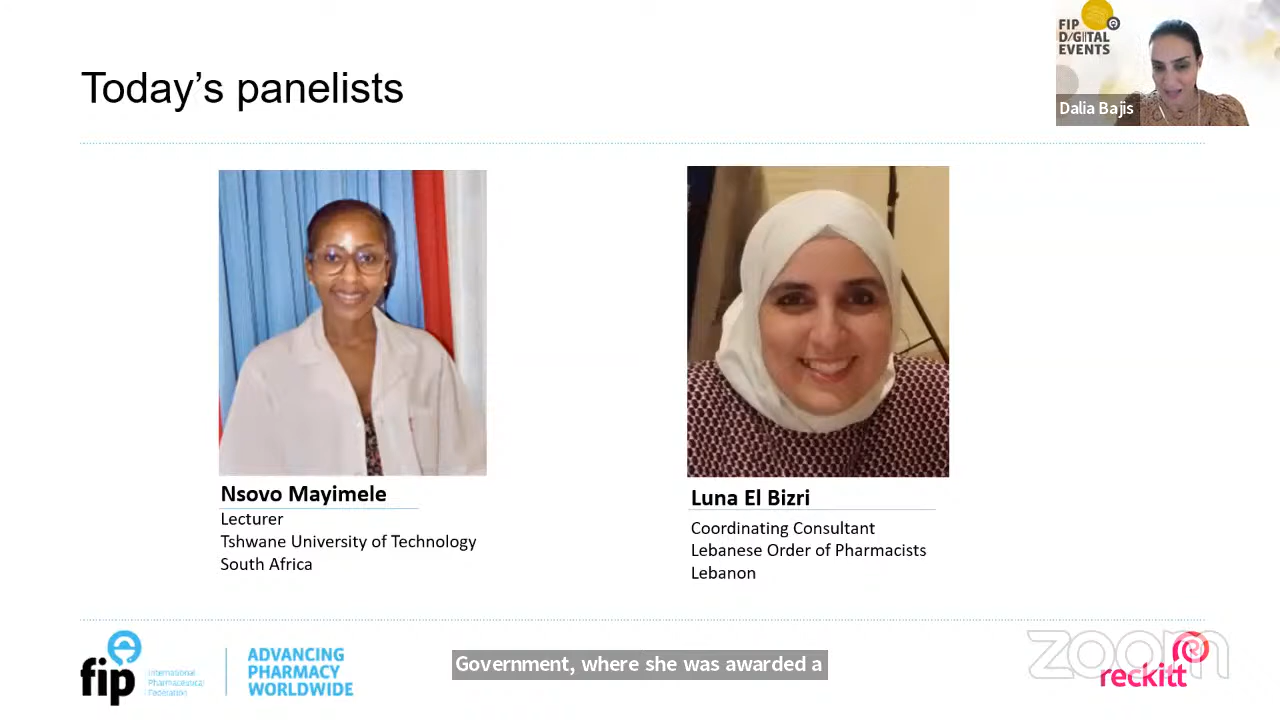 Today's panelists
FIP
DIGITAL
EVENTS
Dalia Bajis
Nsovo Mayimele
Lecturer
Tshwane University of Technology
South Africa
Luna El Bizri
Coordinating Consultant
Lebanese Order of Pharmacists
Lebanon
fip
International
Pharmaceutical
Federation
ADVANCING
PHARMACY
WORLDWIDE
Government, where she was awarded a
zoom
reckitt